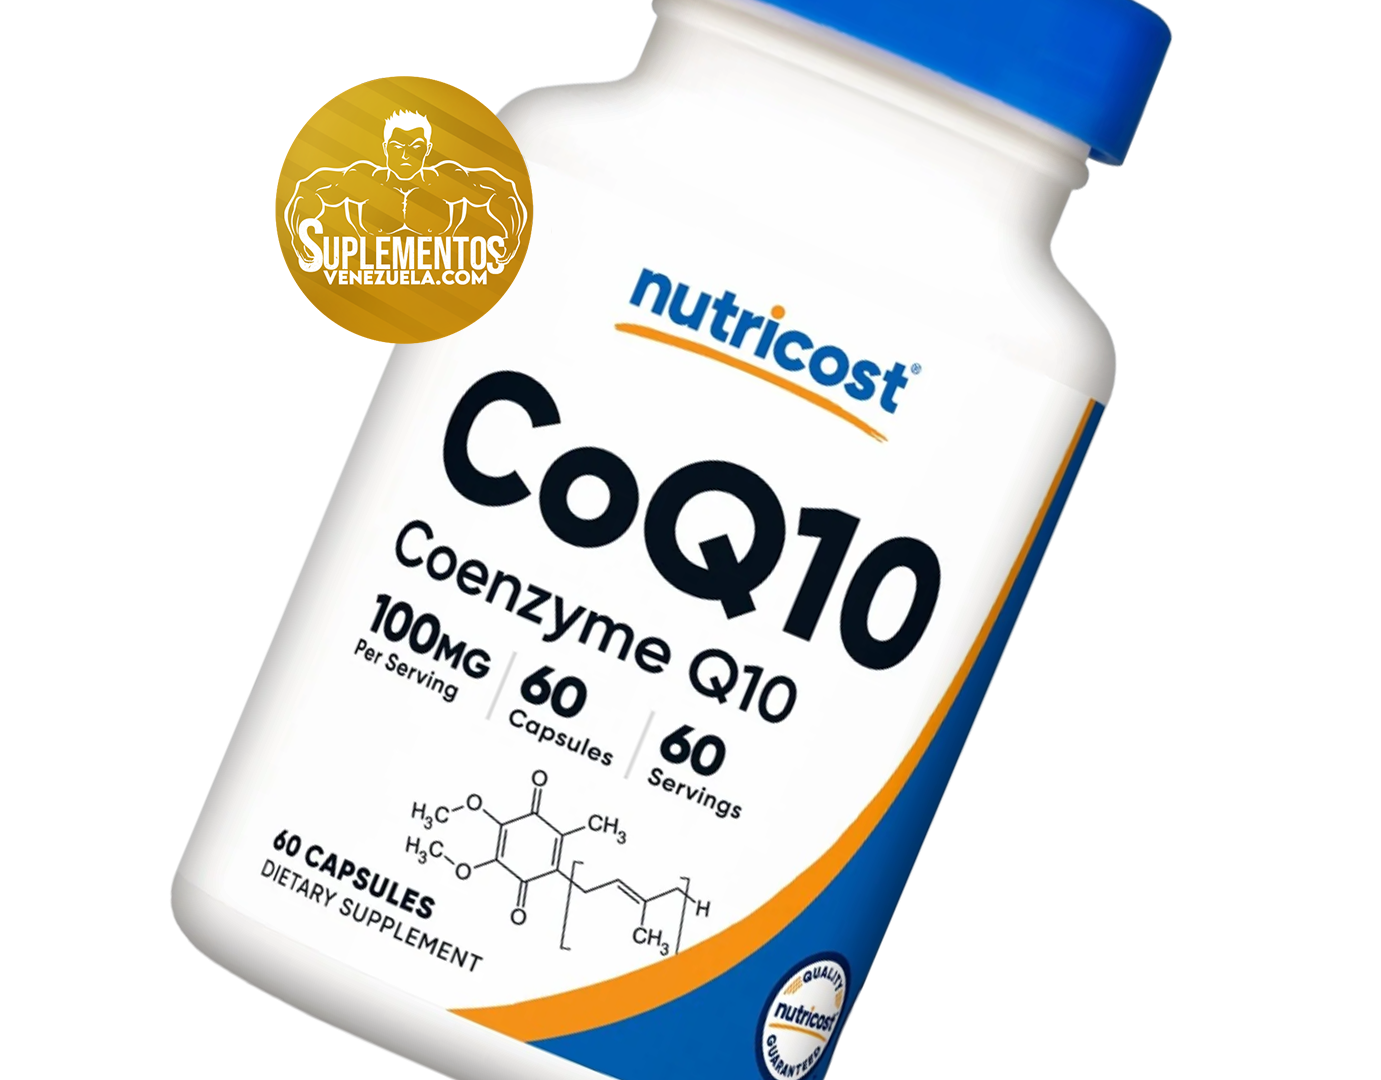 SUPLEMENTOS
VENEZUELA.COM
nutricost®
CoQ10
Coenzyme Q10
100MG
Per Serving
60
Capsules
60
Servings
O
H3C O
CH3
H3C
O
O
H
CH3
60 CAPSULES
DIETARY SUPPLEMENT
QUALITY
nutricost
GUARANTEED